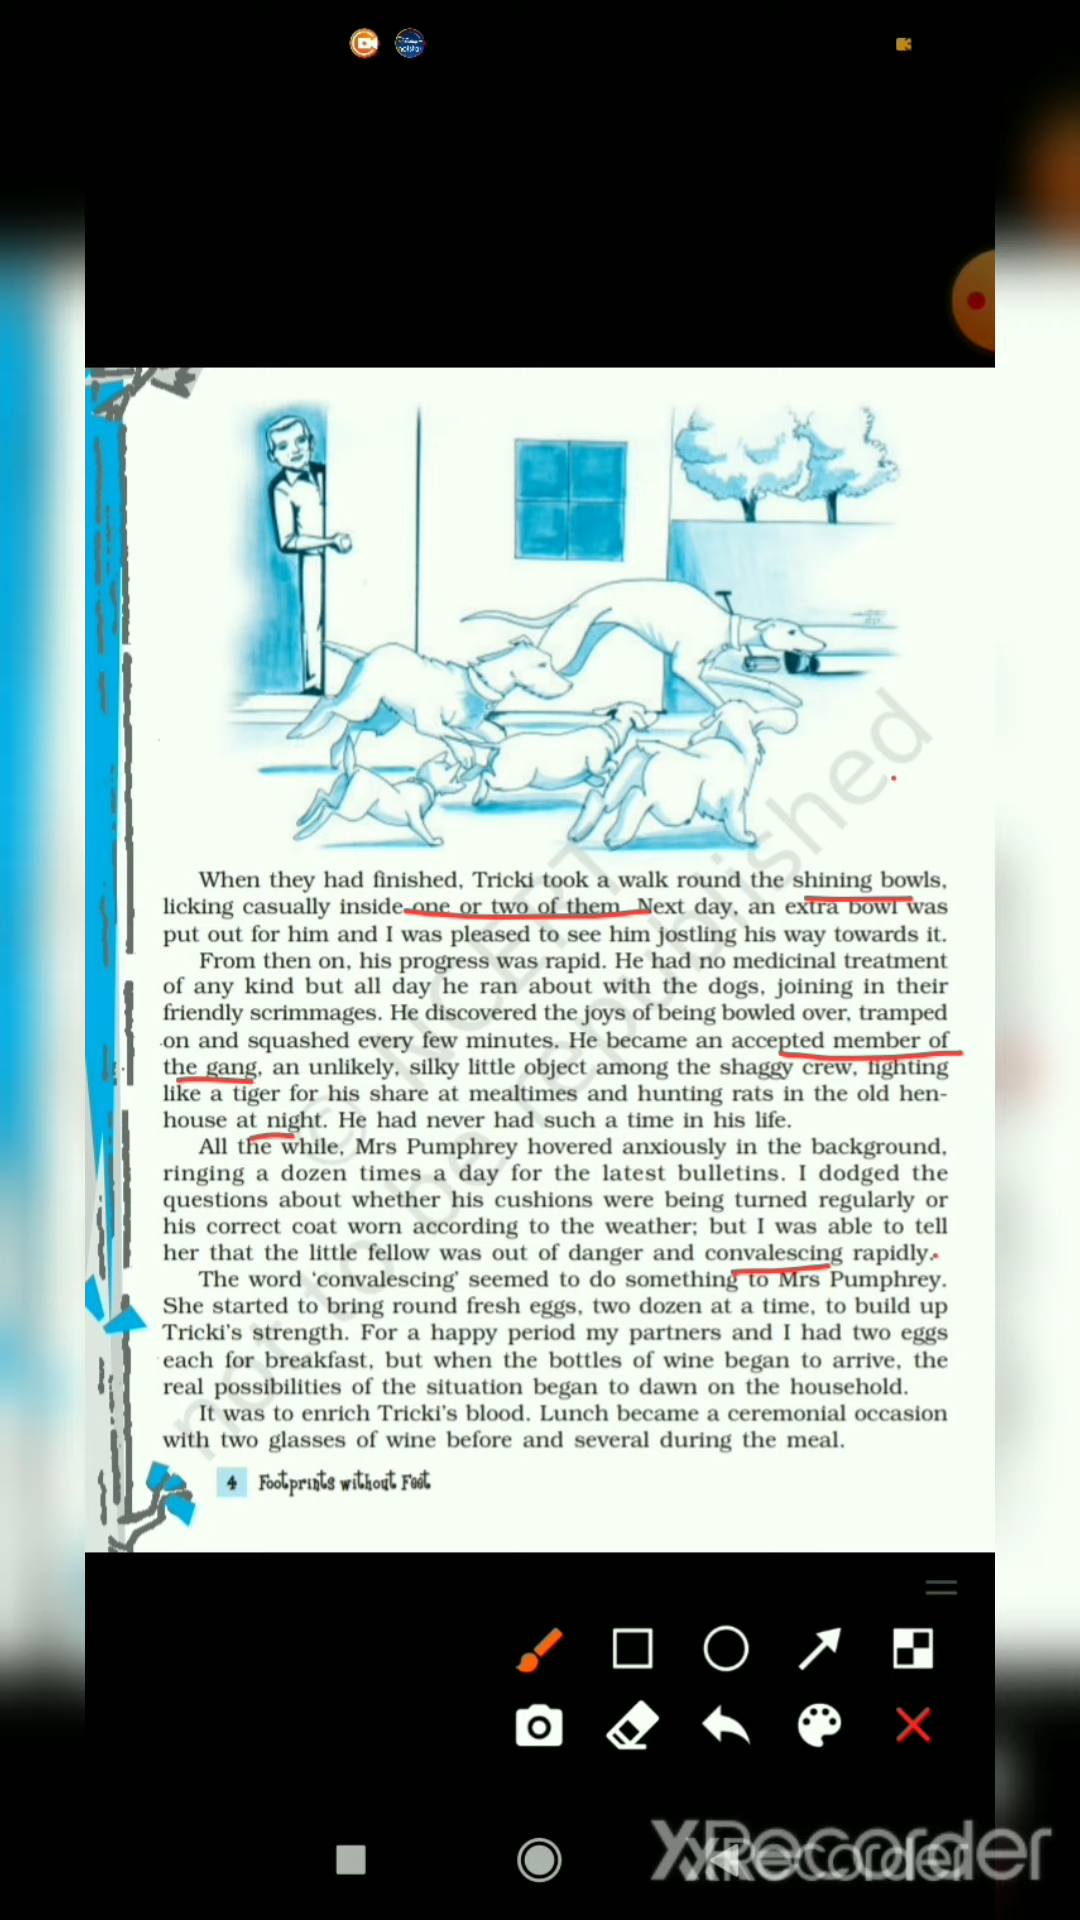 When they had finished, Tricki took a walk round the shining bowls,
licking casually inside one or two of them. Next day, an extra bowl was
put out for him and I was pleased to see him jostling his way towards it.
From then on, his progress was rapid. He had no medicinal treatment
of any kind but all day he ran about with the dogs, joining in their
friendly scrimmages. He discovered the joys of being bowled over, tramped
on and squashed every few minutes. He became an accepted member of
the gang, an unlikely, silky little object among the shaggy crew, fighting
like a tiger for his share at mealtimes and hunting rats in the old hen-
house at night. He had never had such a time in his life.
All the while, Mrs Pumphrey hovered anxiously in the background,
ringing a dozen times a day for the latest bulletins. I dodged the
questions about whether his cushions were being turned regularly or
his correct coat worn according to the weather; but I was able to tell
her that the little fellow was out of danger and convalescing rapidly.
The word ‘convalescing’ seemed to do something to Mrs Pumphrey.
She started to bring round fresh eggs, two dozen at a time, to build up
Tricki’s strength. For a happy period my partners and I had two eggs
each for breakfast, but when the bottles of wine began to arrive, the
real possibilities of the situation began to dawn on the household.
It was to enrich Tricki’s blood. Lunch became a ceremonial occasion
with two glasses of wine before and several during the meal.
4 Footprints without Feet
© NCERT
not to be republished
XRecorder